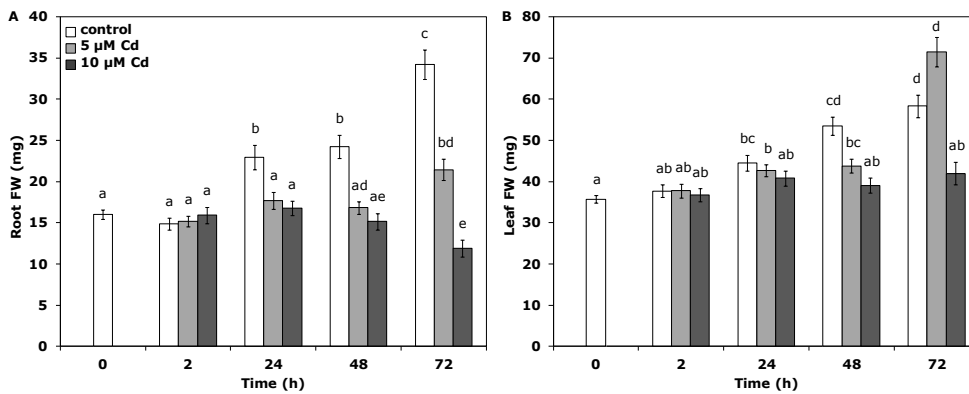 A
control
5 µM Cd
10 µM Cd
Root FW (mg)
40
35
30
25
20
15
10
5
0
a
a a a
b a a
b ad ae
c bd e
0 2 24 48 72
Time (h)
B
Leaf FW (mg)
80
70
60
50
40
30
20
10
0
a
ab ab ab
bc b ab
cd bc ab
d d ab
0 2 24 48 72
Time (h)